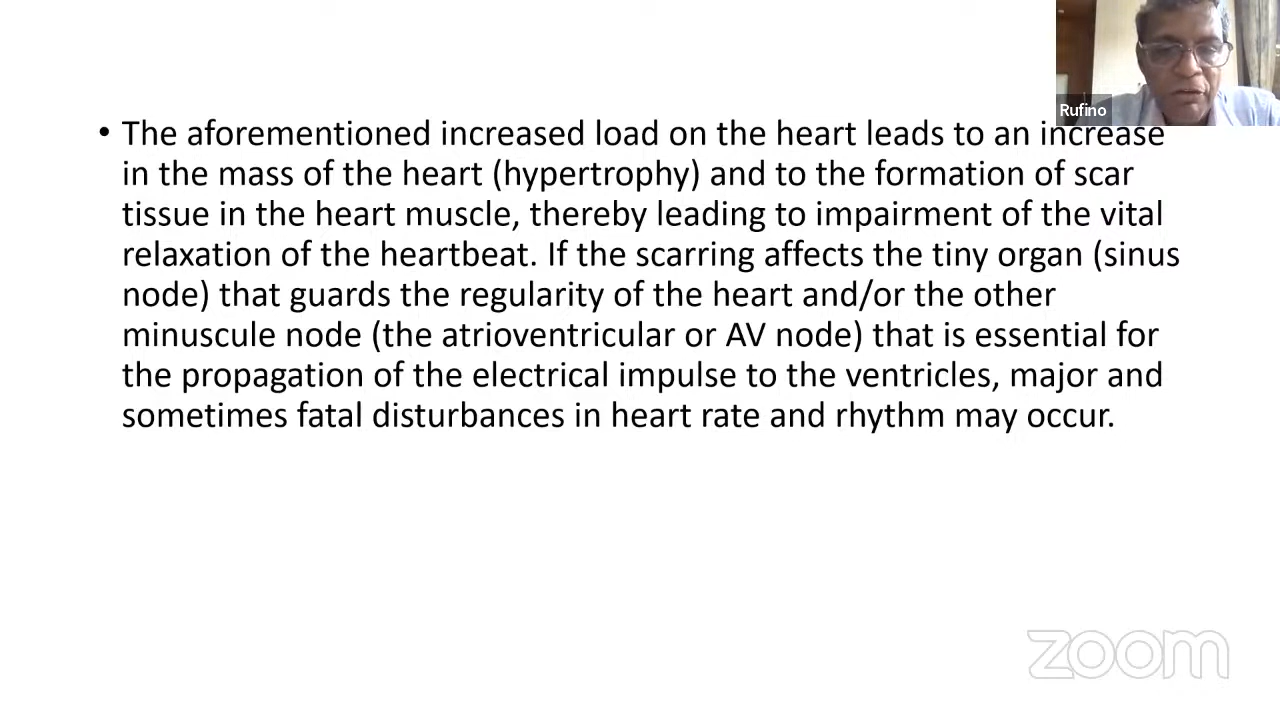 Rufino
• The aforementioned increased load on the heart leads to an increase
in the mass of the heart (hypertrophy) and to the formation of scar
tissue in the heart muscle, thereby leading to impairment of the vital
relaxation of the heartbeat. If the scarring affects the tiny organ (sinus
node) that guards the regularity of the heart and/or the other
minuscule node (the atrioventricular or AV node) that is essential for
the propagation of the electrical impulse to the ventricles, major and
sometimes fatal disturbances in heart rate and rhythm may occur.
zoom